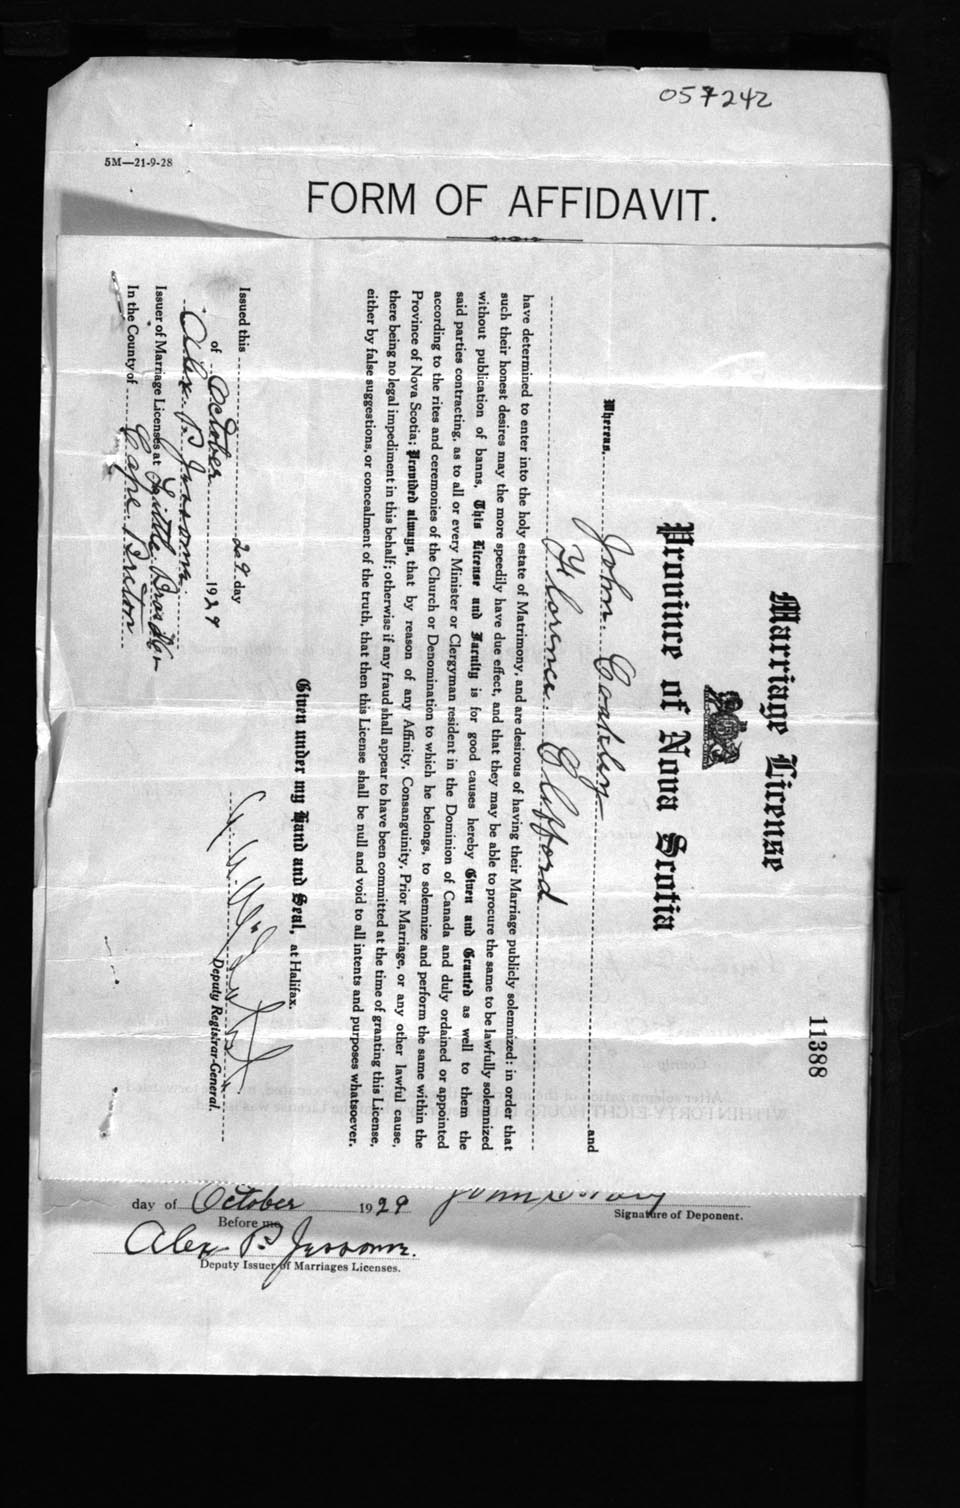 057242
5M—21-9-28
FORM OF AFFIDAVIT.
11388
Marriage License
Province of Nova Scotia
Whereas, John Coakley and
Florence Clifford
have determined to enter into the holy estate of Matrimony, and are desirous of having their Marriage publicly solemnized: in order that
such their honest desires may the more speedily have due effect, and that they may be able to procure the same to be lawfully solemnized
without publication of banns, This License and Faculty is for good causes hereby Given and Granted as well to them the
said parties contracting, as to all or every Minister or Clergyman resident in the Dominion of Canada and duly ordained or appointed
according to the rites and ceremonies of the Church or Denomination to which he belongs, to solemnize and perform the same within the
Province of Nova Scotia; Provided always, that by reason of any Affinity, Consanguinity, Prior Marriage, or any other lawful cause,
there being no legal impediment in this behalf; otherwise if any fraud shall appear to have been committed at the time of granting this License,
either by false suggestions, or concealment of the truth, that then this License shall be null and void to all intents and purposes whatsoever.
Given under my Hand and Seal, at Halifax.
Deputy Registrar-General.
Issued this 29 day
of October 1929
Alex P. Jessome
Issuer of Marriage Licenses at Little Bras d'Or
In the County of Cape Breton
day of October 1929
Signature of Deponent.
Before me
Alex P. Jessome.
Deputy Issuer of Marriages Licenses.